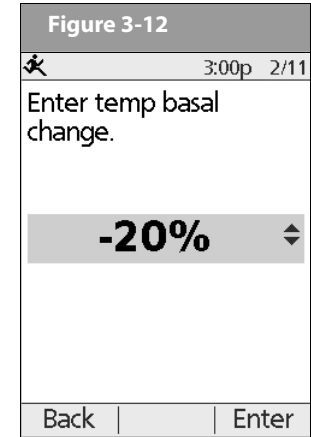 Figure 3-12
3:00p 2/11
Enter temp basal
change.
-20%
Back | | Enter